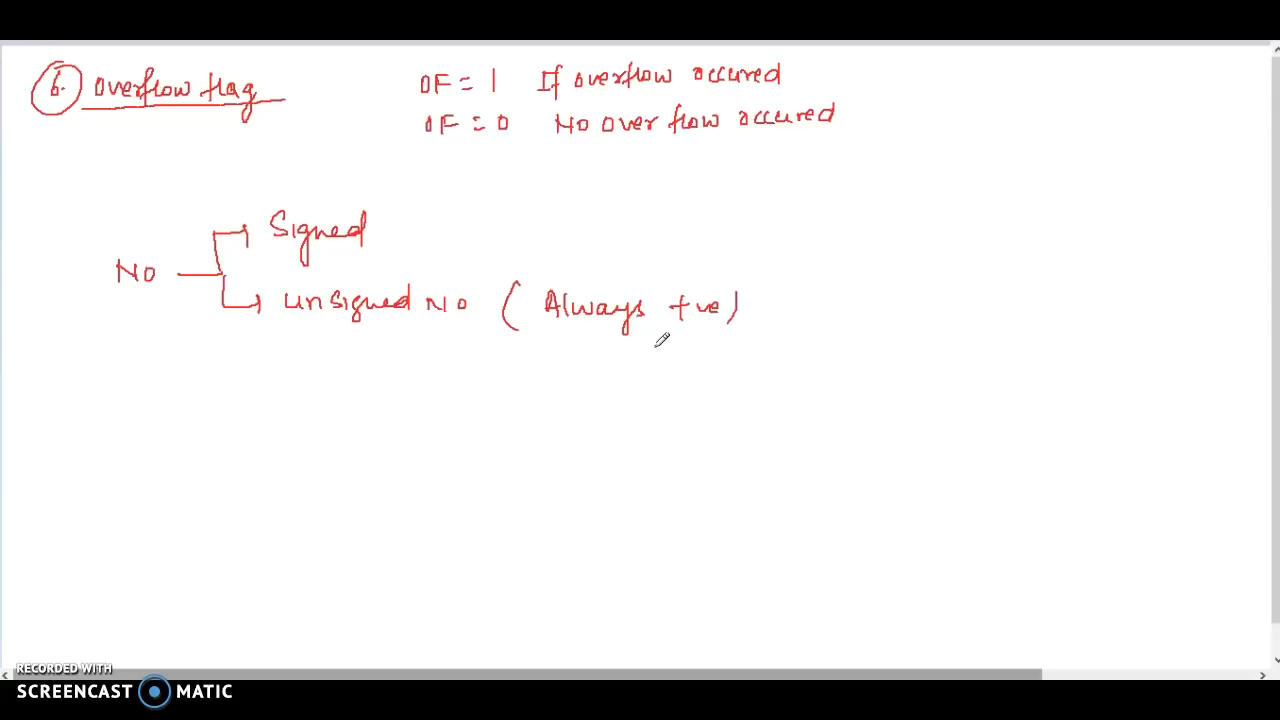 6. overflow flag
OF = 1 If overflow occured
OF = 0 No over flow occured
Signed
No
unsigned No ( Always +ve )
RECORDED WITH
SCREENCAST MATIC